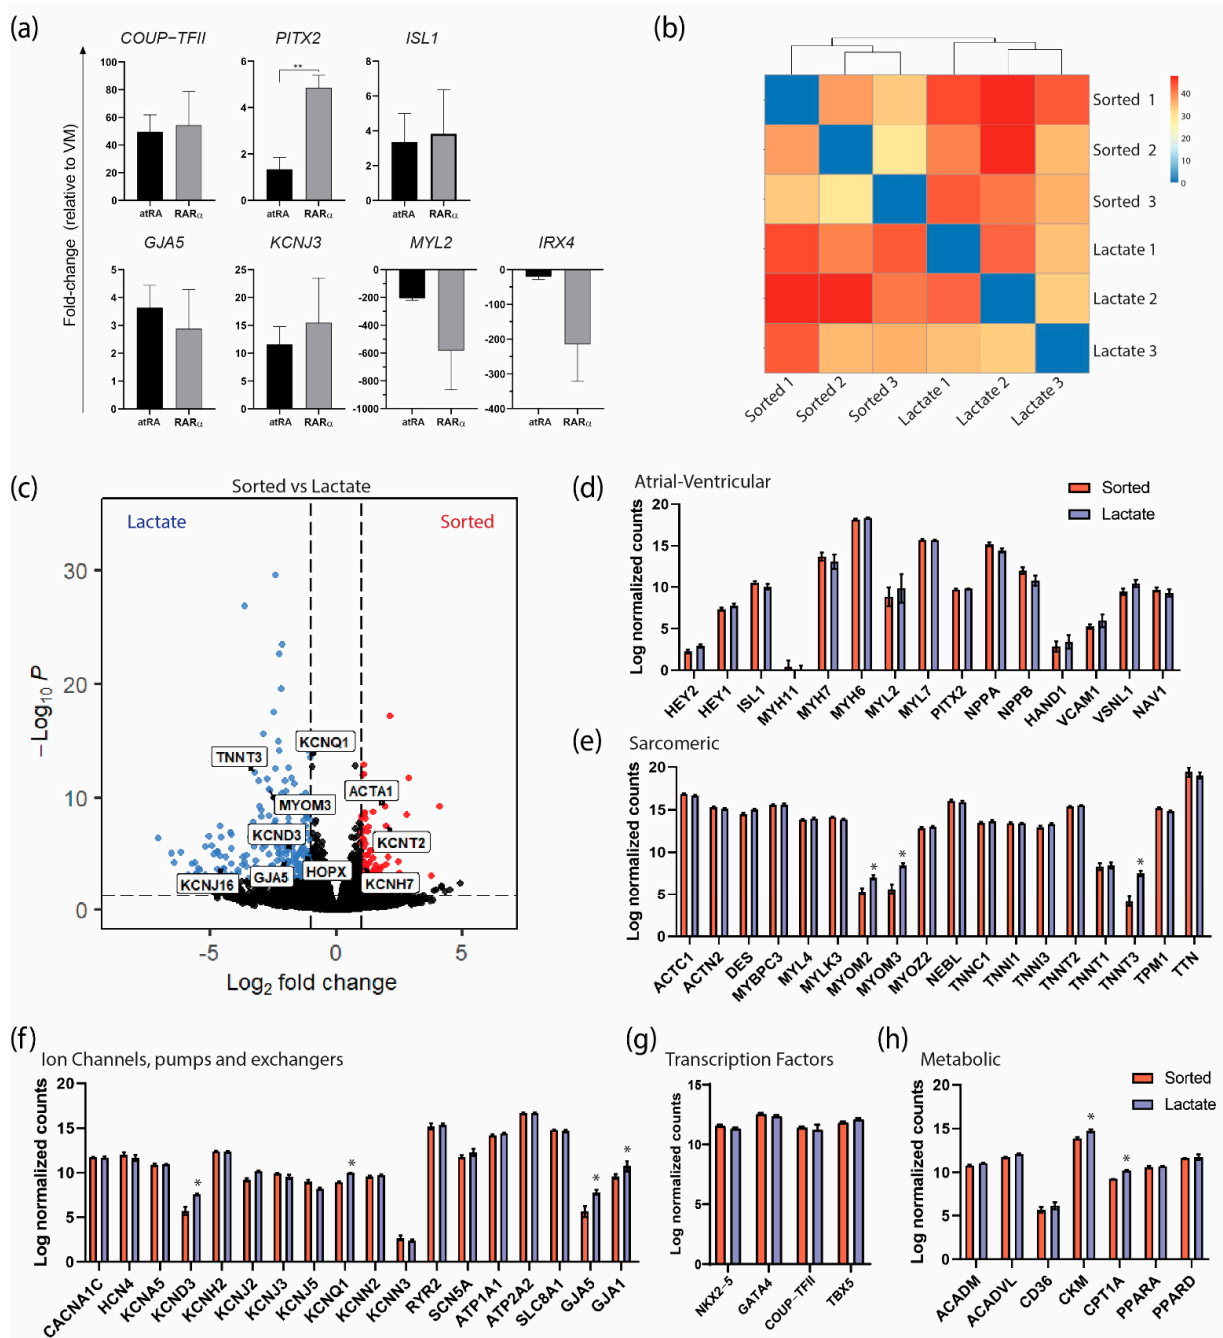 (a)
COUP−TFII
PITX2
ISL1
Fold-change (relative to VM)
100
80
60
40
20
0
atRA
RARα
6
4
2
0
**
atRA
RARα
8
6
4
2
0
atRA
RARα
GJA5
KCNJ3
MYL2
IRX4
5
4
3
2
1
0
atRA
RARα
25
20
15
10
5
0
atRA
RARα
0
-200
-400
-600
-800
-1000
atRA
RARα
0
-100
-200
-300
-400
atRA
RARα
(b)
Sorted 1
Sorted 2
Sorted 3
Lactate 1
Lactate 2
Lactate 3
Sorted 1
Sorted 2
Sorted 3
Lactate 1
Lactate 2
Lactate 3
40
30
20
10
0
(c)
Sorted vs Lactate
Lactate
Sorted
−Log10 P
30
20
10
0
TNNT3
KCNQ1
MYOM3
ACTA1
KCND3
KCNT2
GJA5
HOPX
KCNJ16
KCNH7
-5
0
5
Log2 fold change
(d)
Atrial-Ventricular
Sorted
Lactate
Log normalized counts
20
15
10
5
0
HEY2
HEY1
ISL1
MYH11
MYH7
MYH6
MYL2
MYL7
PITX2
NPPA
NPPB
HAND1
VCAM1
VSNL1
NAV1
(e)
Sarcomeric
Log normalized counts
20
15
10
5
0
*
*
*
ACTC1
ACTN2
DES
MYBPC3
MYL4
MYLK3
MYOM2
MYOM3
MYOZ2
NEBL
TNNC1
TNNI1
TNNI3
TNNT2
TNNT1
TNNT3
TPM1
TTN
(f)
Ion Channels, pumps and exchangers
Log normalized counts
20
15
10
5
0
*
*
*
*
CACNA1C
HCN4
KCNA5
KCND3
KCNH2
KCNJ2
KCNJ3
KCNJ5
KCNQ1
KCNN2
KCNN3
RYR2
SCN5A
ATP1A1
ATP2A2
SLC8A1
GJA5
GJA1
(g)
Transcription Factors
Log normalized counts
15
10
5
0
NKX2−5
GATA4
COUP−TFII
TBX5
(h)
Metabolic
Sorted
Lactate
Log normalized counts
20
15
10
5
0
*
*
ACADM
ACADVL
CD36
CKM
CPT1A
PPARA
PPARD